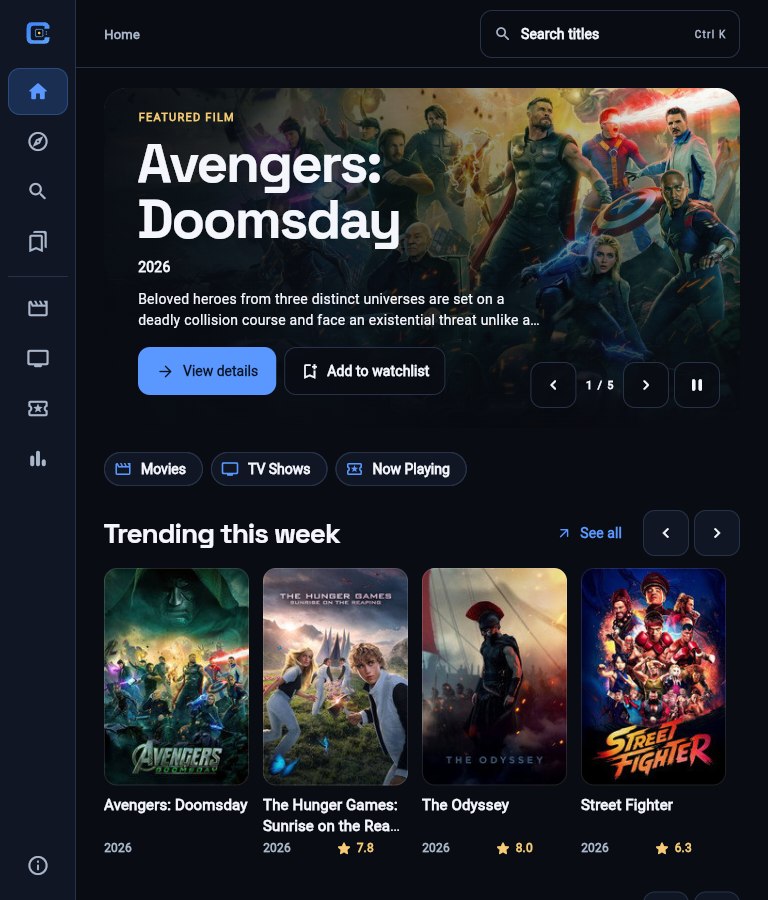 Home
Search titles
Ctrl K
FEATURED FILM
Avengers:
Doomsday
2026
Beloved heroes from three distinct universes are set on a
deadly collision course and face an existential threat unlike a…
View details
Add to watchlist
1 / 5
Movies
TV Shows
Now Playing
Trending this week
See all
AVENGERS
DOOMSDAY
THE HUNGER GAMES
SUNRISE ON THE REAPING
THE ODYSSEY
STREET
FIGHTER
Avengers: Doomsday
The Hunger Games:
Sunrise on the Rea…
The Odyssey
Street Fighter
2026
2026
7.8
2026
8.0
2026
6.3